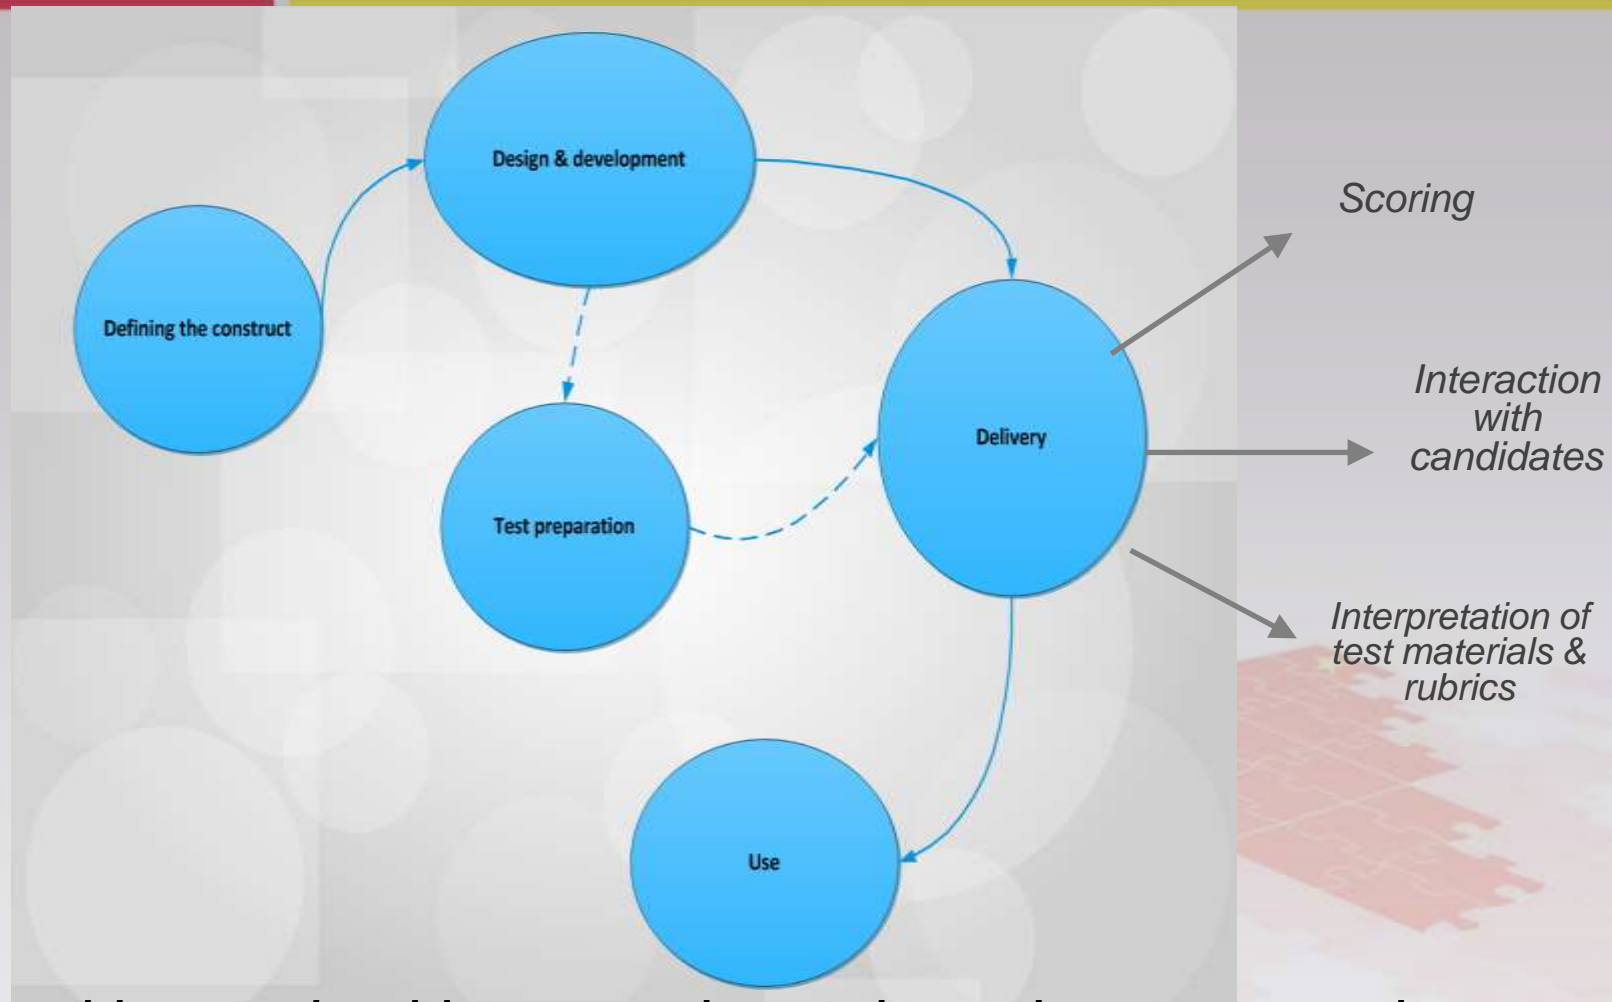 Design & development
Scoring
Defining the construct
Interaction
with
candidates
Delivery
Test preparation
Interpretation of
test materials &
rubrics
Use